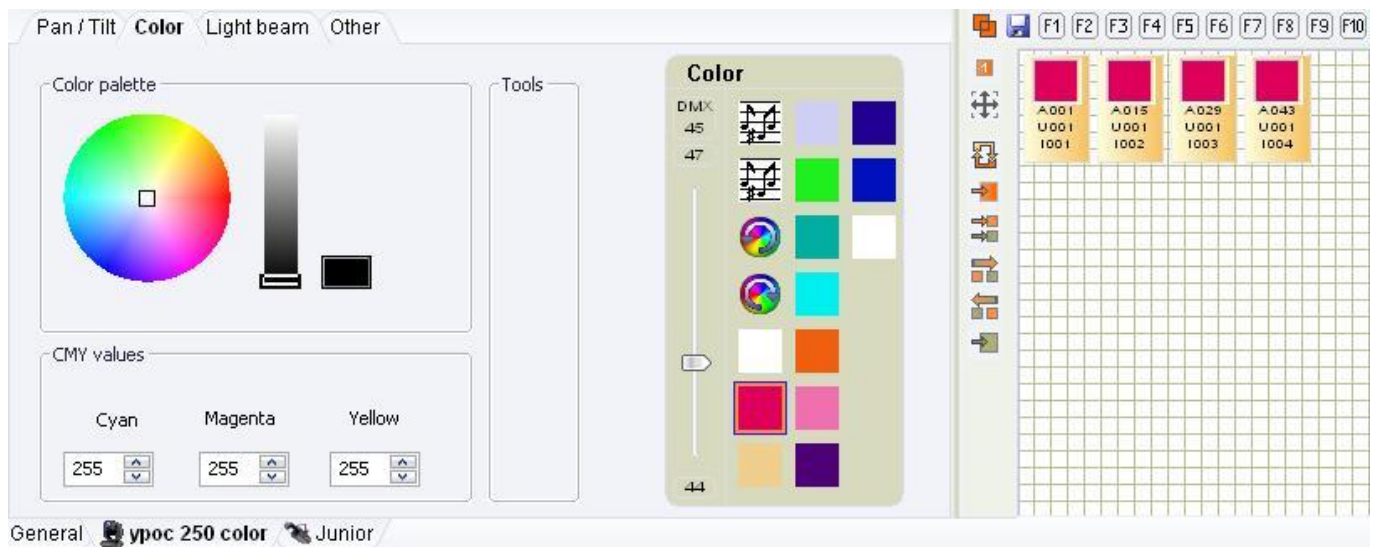 Pan / Tilt Color Light beam Other
F1 F2 F3 F4 F5 F6 F7 F8 F9 F10
Color palette
Tools
Color
DMX
45
47
44
1
A001 A015 A029 A043
U001 U001 U001 U001
I001 I002 I003 I004
CMY values
Cyan Magenta Yellow
255 255 255
General ypoc 250 color Junior